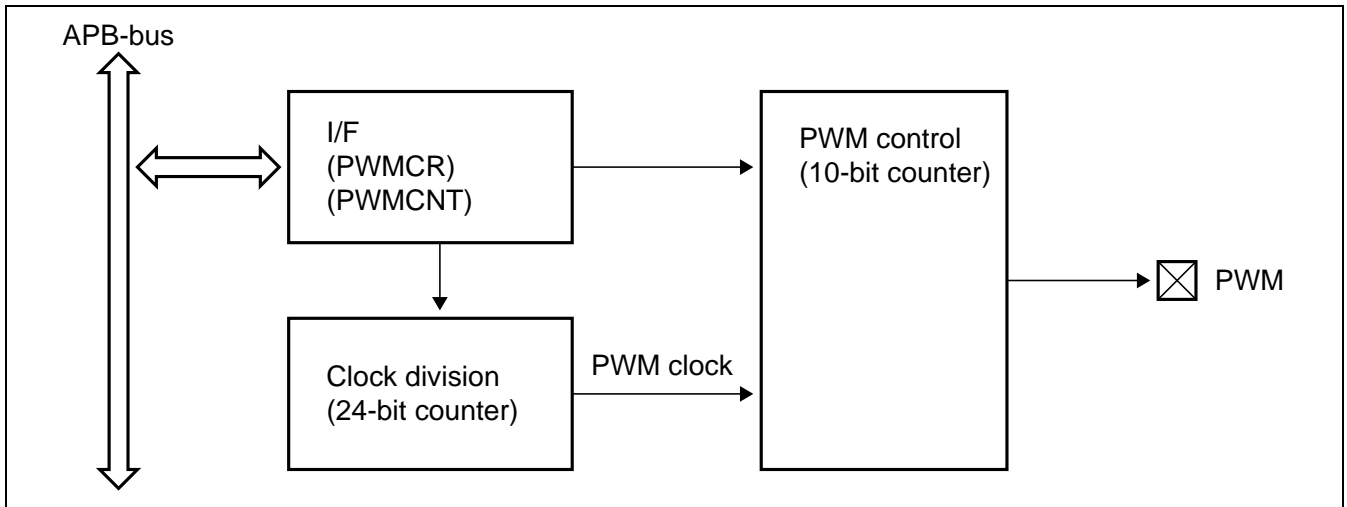 APB-bus
I/F
(PWMCR)
(PWMCNT)
PWM control
(10-bit counter)
PWM
Clock division
(24-bit counter)
PWM clock